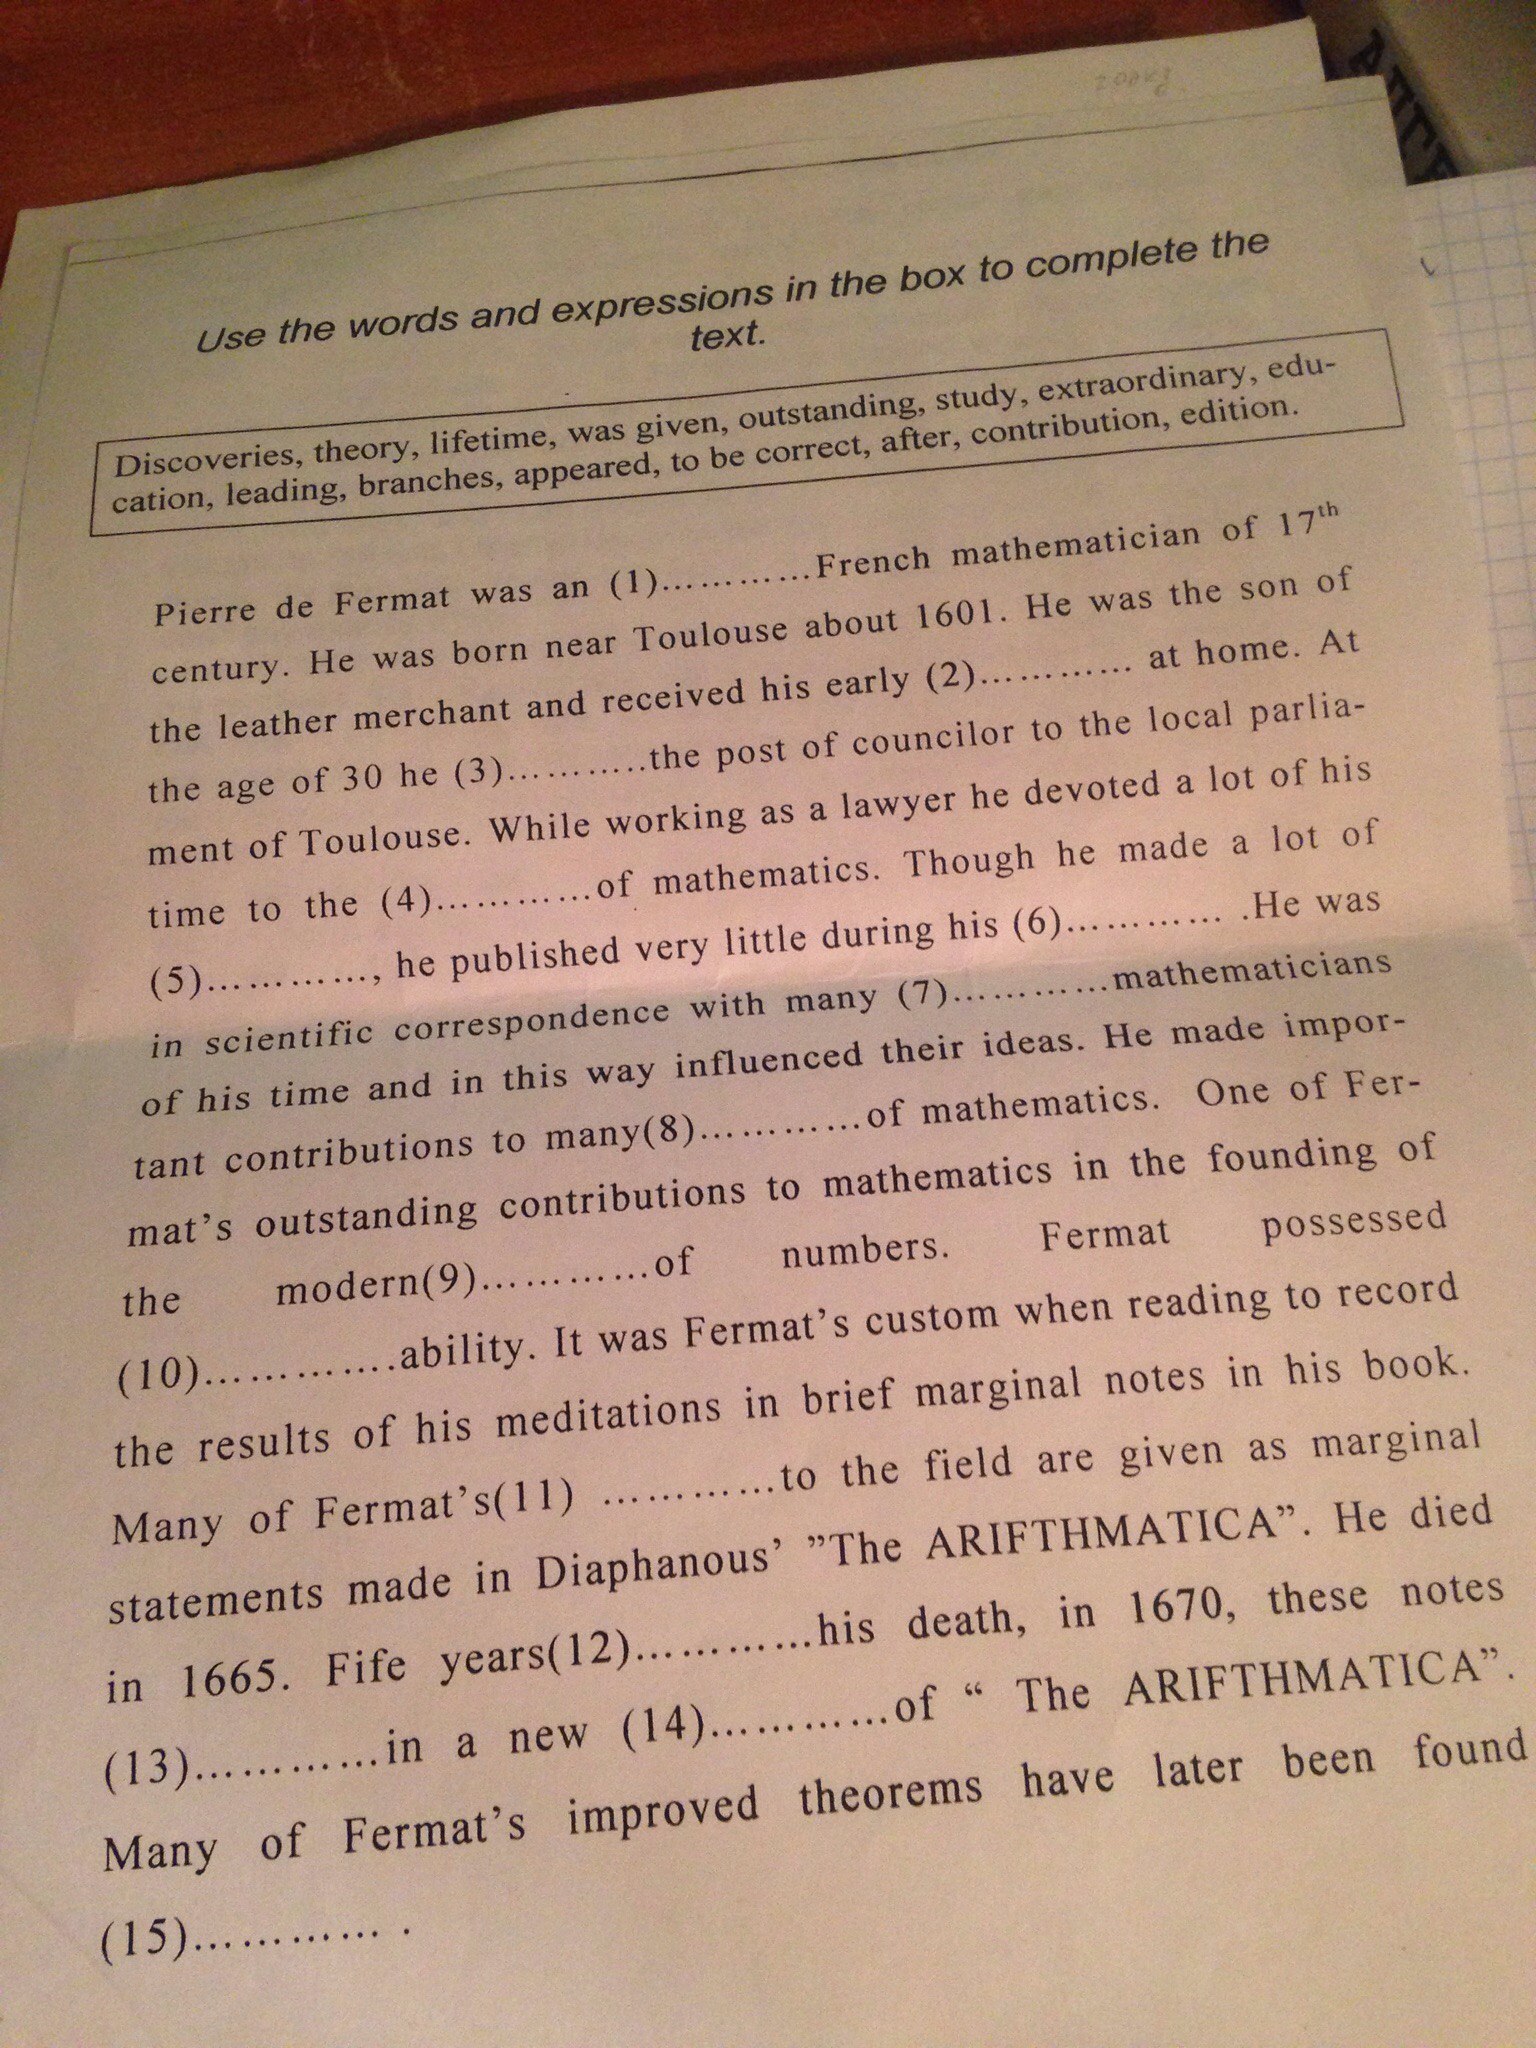 Use the words and expressions in the box to complete the
text.
Discoveries, theory, lifetime, was given, outstanding, study, extraordinary, edu-
cation, leading, branches, appeared, to be correct, after, contribution, edition.
Pierre de Fermat was an (1)............French mathematician of 17th
century. He was born near Toulouse about 1601. He was the son of
the leather merchant and received his early (2)............ at home. At
the age of 30 he (3)...........the post of councilor to the local parlia-
ment of Toulouse. While working as a lawyer he devoted a lot of his
time to the (4)............of mathematics. Though he made a lot of
(5)............, he published very little during his (6)............ .He was
in scientific correspondence with many (7)............mathematicians
of his time and in this way influenced their ideas. He made impor-
tant contributions to many(8)............of mathematics. One of Fer-
mat's outstanding contributions to mathematics in the founding of
the modern(9)............of numbers. Fermat possessed
(10).............ability. It was Fermat's custom when reading to record
the results of his meditations in brief marginal notes in his book.
Many of Fermat's(11) ............to the field are given as marginal
statements made in Diaphanous' ”The ARIFTHMATICA”. He died
in 1665. Fife years(12)............his death, in 1670, these notes
(13)............in a new (14)............of “ The ARIFTHMATICA”.
Many of Fermat's improved theorems have later been found
(15)............ .